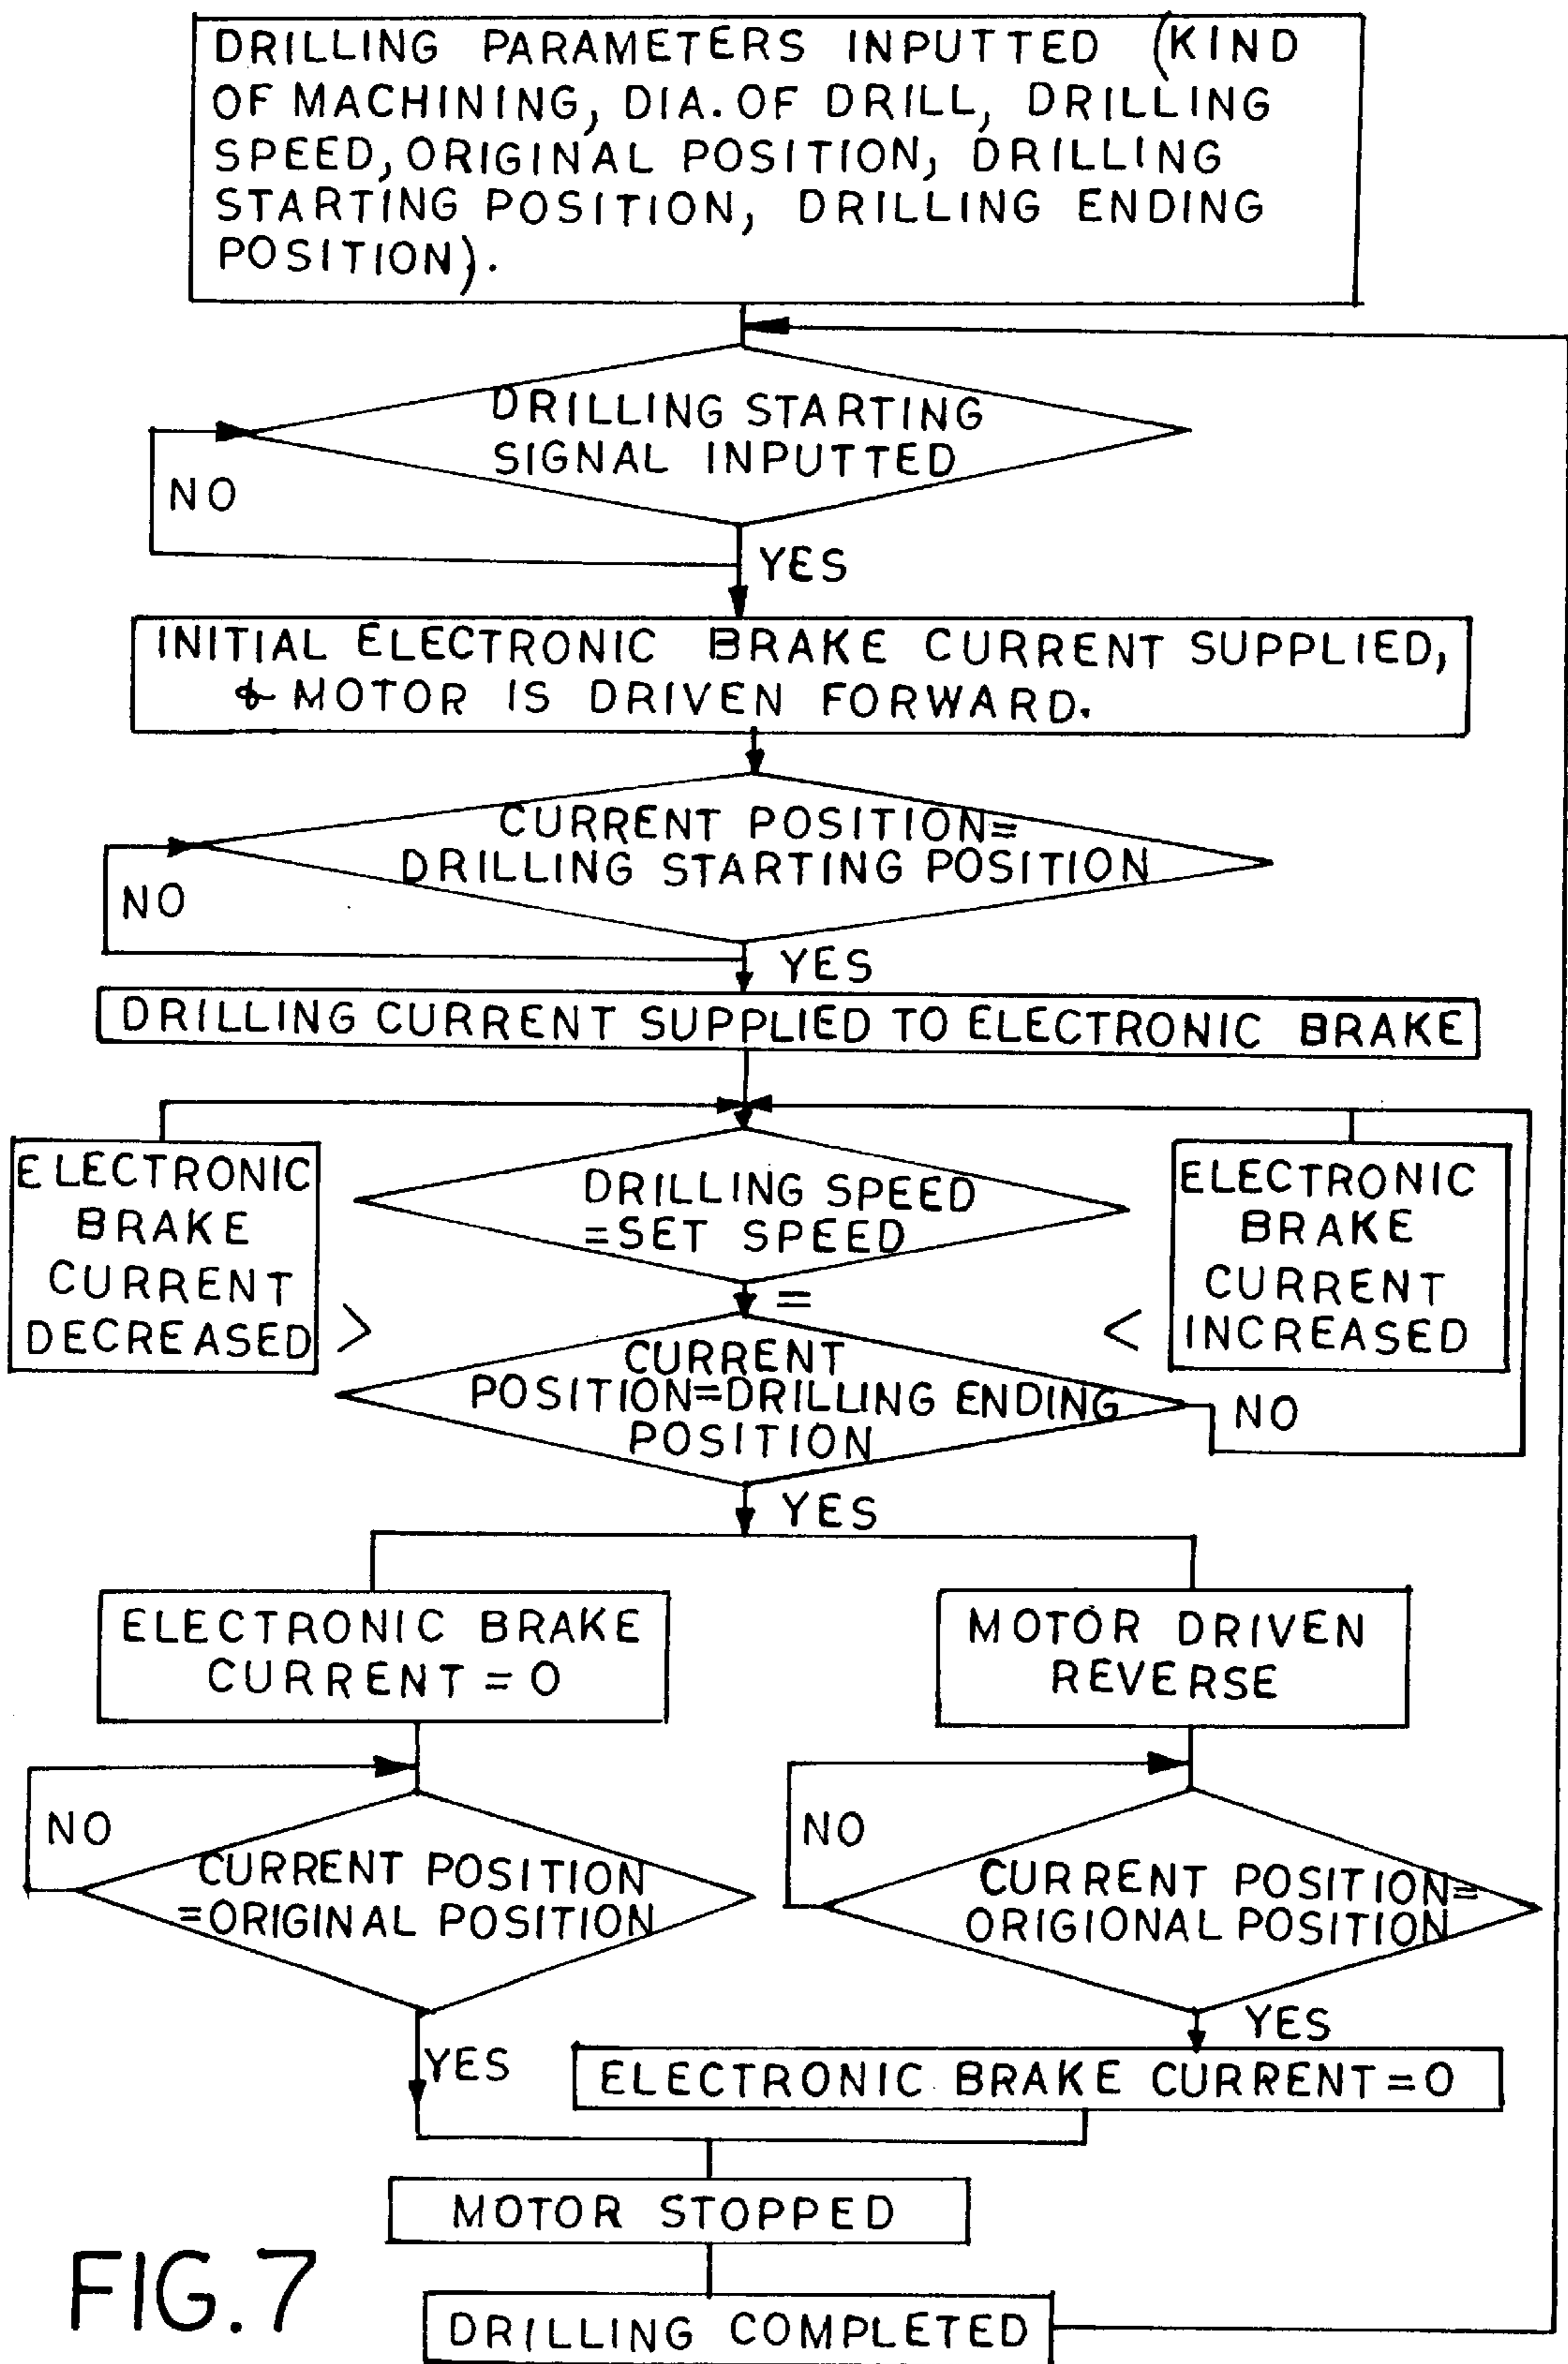 DRILLING PARAMETERS INPUTTED (KIND
OF MACHINING, DIA. OF DRILL, DRILLING
SPEED, ORIGINAL POSITION, DRILLING
STARTING POSITION, DRILLING ENDING
POSITION).
DRILLING STARTING
SIGNAL INPUTTED
NO
YES
INITIAL ELECTRONIC BRAKE CURRENT SUPPLIED,
& MOTOR IS DRIVEN FORWARD.
CURRENT POSITION=
DRILLING STARTING POSITION
NO
YES
DRILLING CURRENT SUPPLIED TO ELECTRONIC BRAKE
ELECTRONIC
BRAKE
CURRENT
DECREASED
>
DRILLING SPEED
=SET SPEED
=
<
ELECTRONIC
BRAKE
CURRENT
INCREASED
CURRENT
POSITION=DRILLING ENDING
POSITION
NO
YES
ELECTRONIC BRAKE
CURRENT = 0
MOTOR DRIVEN
REVERSE
NO
CURRENT POSITION
=ORIGINAL POSITION
NO
CURRENT POSITION=
ORIGIONAL POSITION
YES
YES
ELECTRONIC BRAKE CURRENT = 0
MOTOR STOPPED
DRILLING COMPLETED
FIG. 7